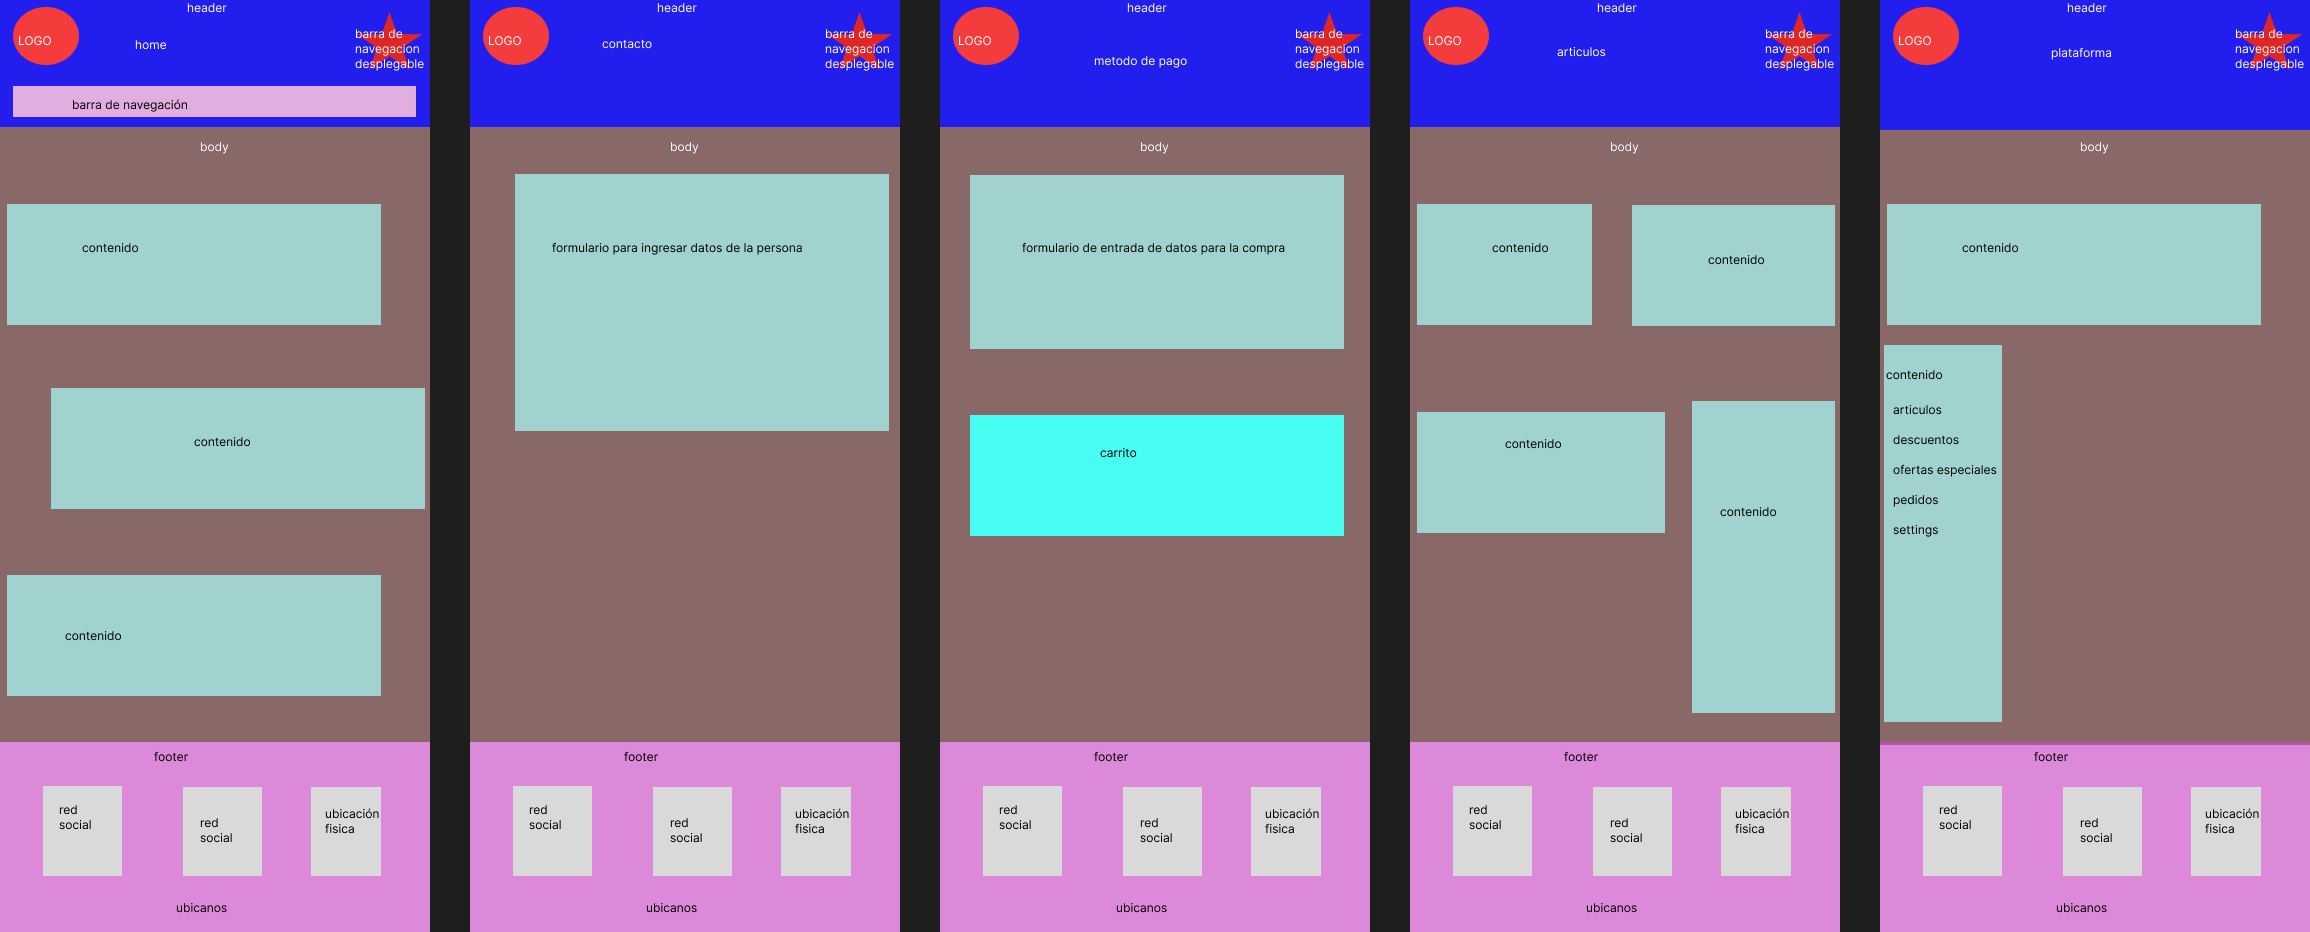 header
LOGO
home
barra de
navegacion
desplegable
barra de navegación
body
contenido
contenido
contenido
footer
red
social
red
social
ubicación
fisica
ubicanos
header
LOGO
contacto
barra de
navegacion
desplegable
body
formulario para ingresar datos de la persona
footer
red
social
red
social
ubicación
fisica
ubicanos
header
LOGO
metodo de pago
barra de
navegacion
desplegable
body
formulario de entrada de datos para la compra
carrito
footer
red
social
red
social
ubicación
fisica
ubicanos
header
LOGO
articulos
barra de
navegacion
desplegable
body
contenido
contenido
contenido
contenido
footer
red
social
red
social
ubicación
fisica
ubicanos
header
LOGO
plataforma
barra de
navegacion
desplegable
body
contenido
contenido
articulos
descuentos
ofertas especiales
pedidos
settings
footer
red
social
red
social
ubicación
fisica
ubicanos